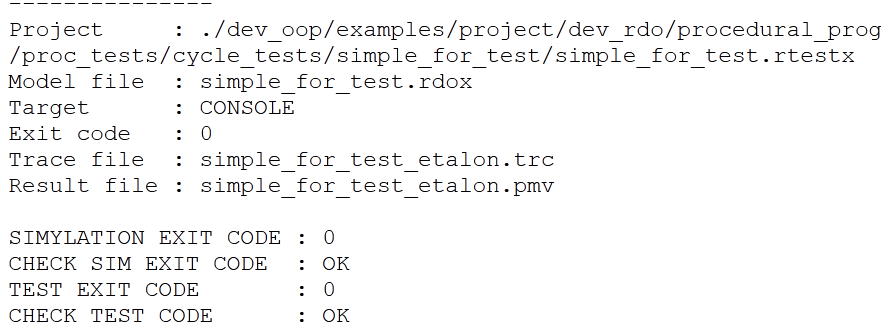 ---------------
Project     : ./dev_oop/examples/project/dev_rdo/procedural_prog
/proc_tests/cycle_tests/simple_for_test/simple_for_test.rtestx
Model file  : simple_for_test.rdox
Target      : CONSOLE
Exit code   : 0
Trace file  : simple_for_test_etalon.trc
Result file : simple_for_test_etalon.pmv

SIMYLATION EXIT CODE : 0
CHECK SIM EXIT CODE  : OK
TEST EXIT CODE       : 0
CHECK TEST CODE      : OK